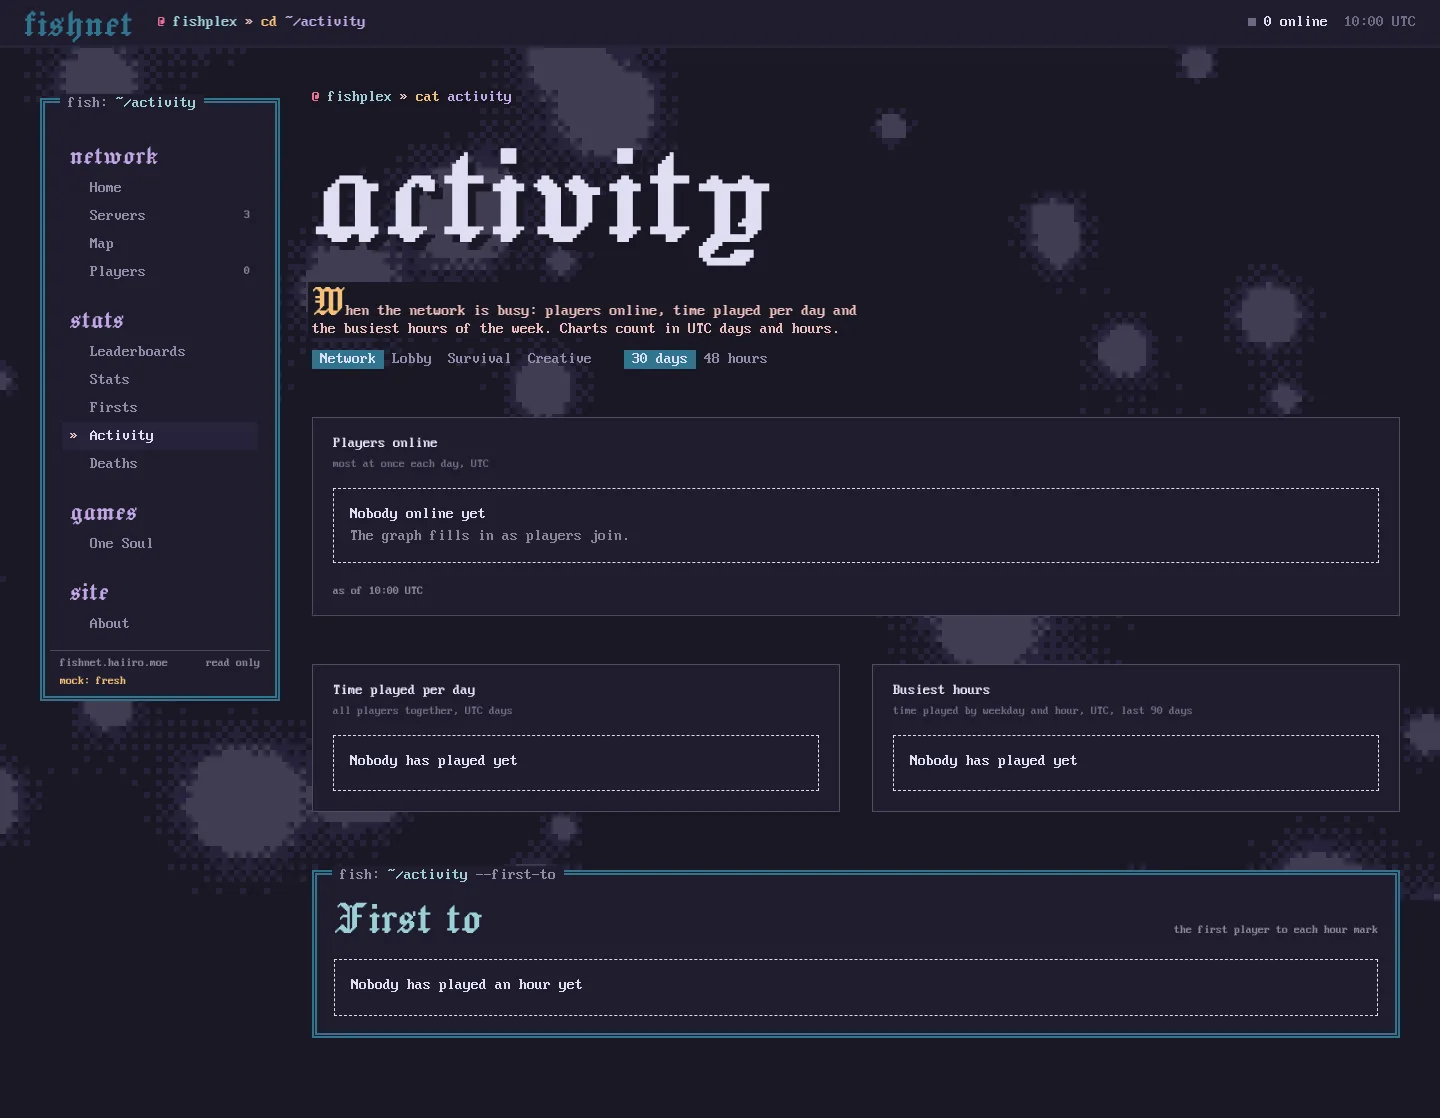 fishnet
@ fishplex » cd ~/activity
0 online 10:00 UTC
fish: ~/activity
network
Home
Servers 3
Map
Players 0
stats
Leaderboards
Stats
Firsts
» Activity
Deaths
games
One Soul
site
About
fishnet.haiiro.moe read only
mock: fresh
@ fishplex » cat activity
activity
When the network is busy: players online, time played per day and
the busiest hours of the week. Charts count in UTC days and hours.
Network Lobby Survival Creative 30 days 48 hours
Players online
most at once each day, UTC
Nobody online yet
The graph fills in as players join.
as of 10:00 UTC
Time played per day
all players together, UTC days
Nobody has played yet
Busiest hours
time played by weekday and hour, UTC, last 90 days
Nobody has played yet
fish: ~/activity --first-to
First to
the first player to each hour mark
Nobody has played an hour yet